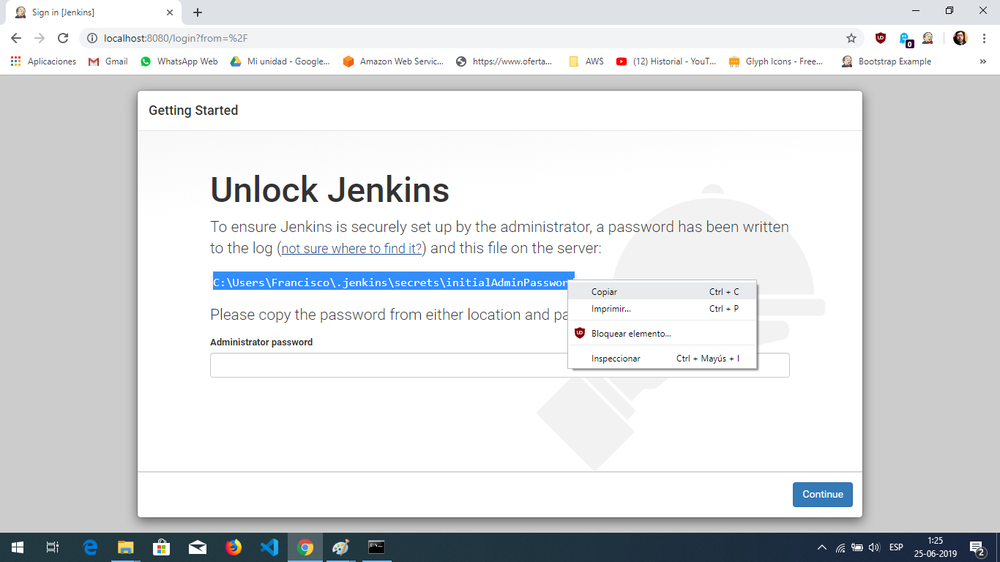 Sign in [Jenkins]
localhost:8080/login?from=%2F
0
Aplicaciones
Gmail
WhatsApp Web
Mi unidad - Google...
Amazon Web Servic...
https://www.oferta...
AWS
(12) Historial - YouT...
Glyph Icons - Free...
Bootstrap Example
»
Getting Started
Unlock Jenkins
To ensure Jenkins is securely set up by the administrator, a password has been written
to the log (not sure where to find it?) and this file on the server:
C:\Users\Francisco\.jenkins\secrets\initialAdminPassword
Copiar Ctrl + C
Imprimir... Ctrl + P
Bloquear elemento...
Inspeccionar Ctrl + Mayús + I
Please copy the password from either location and
Administrator password
Continue
ESP
1:25
25-06-2019
2